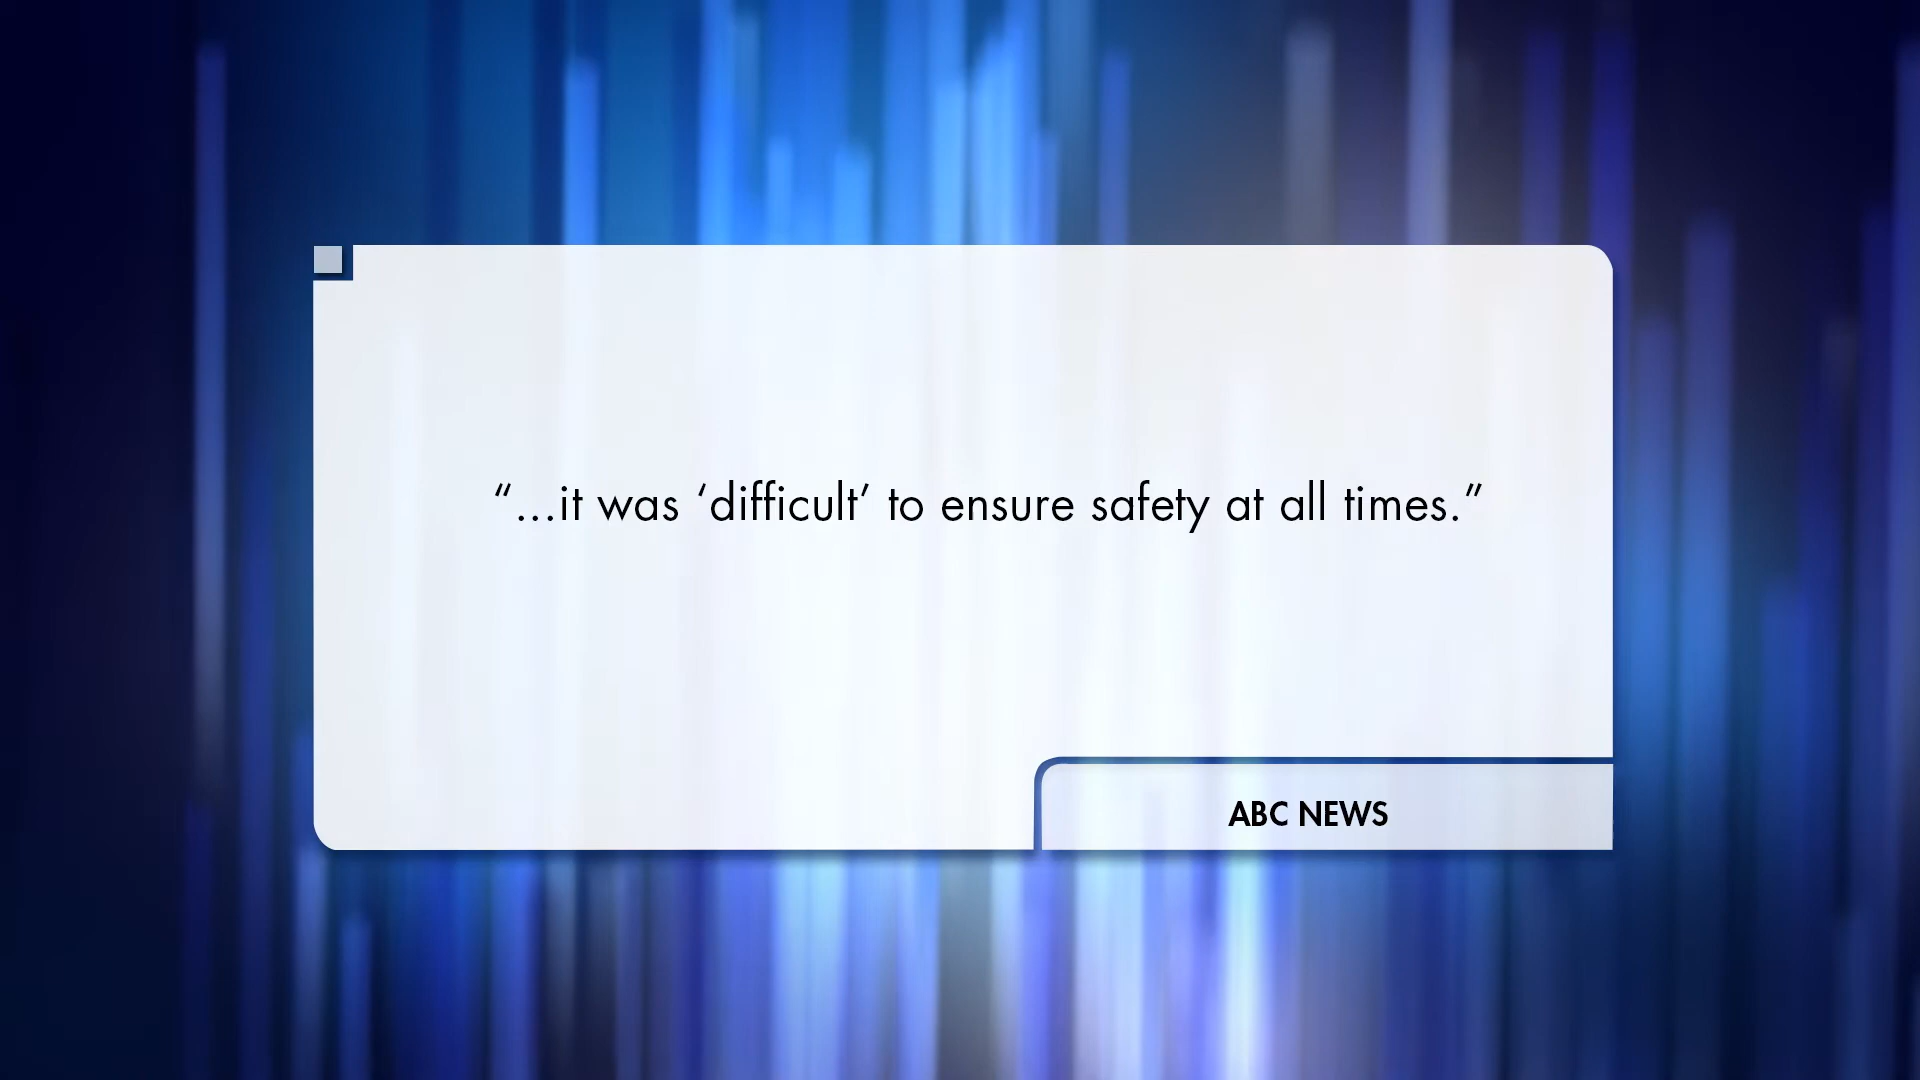 “...it was ‘difficult’ to ensure safety at all times.”
ABC NEWS